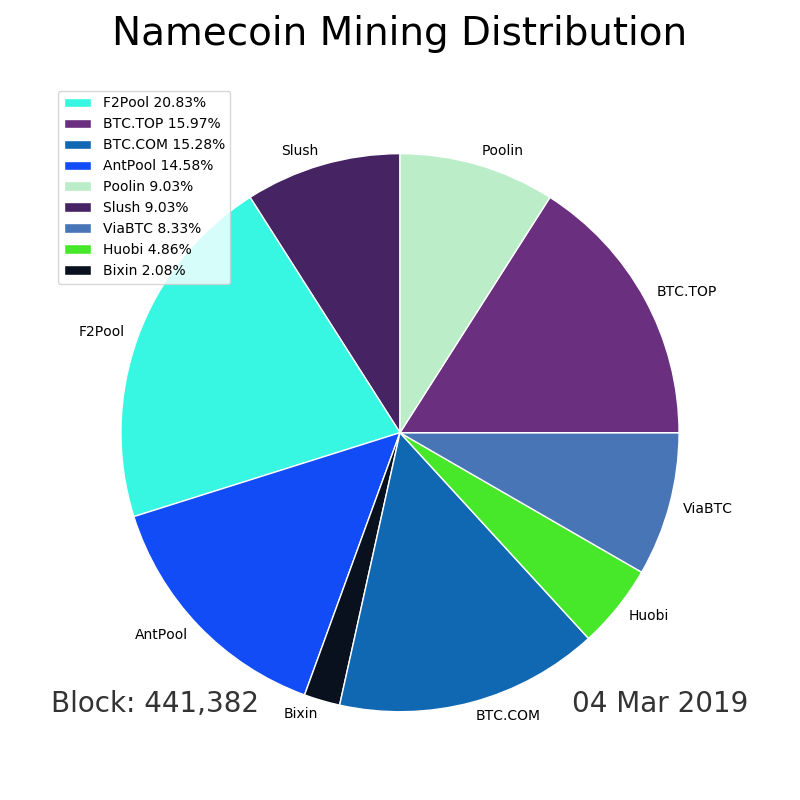 Namecoin Mining Distribution
F2Pool 20.83%
BTC.TOP 15.97%
BTC.COM 15.28%
AntPool 14.58%
Poolin 9.03%
Slush 9.03%
ViaBTC 8.33%
Huobi 4.86%
Bixin 2.08%
Slush
Poolin
BTC.TOP
F2Pool
ViaBTC
Huobi
AntPool
Bixin
BTC.COM
Block: 441,382
04 Mar 2019